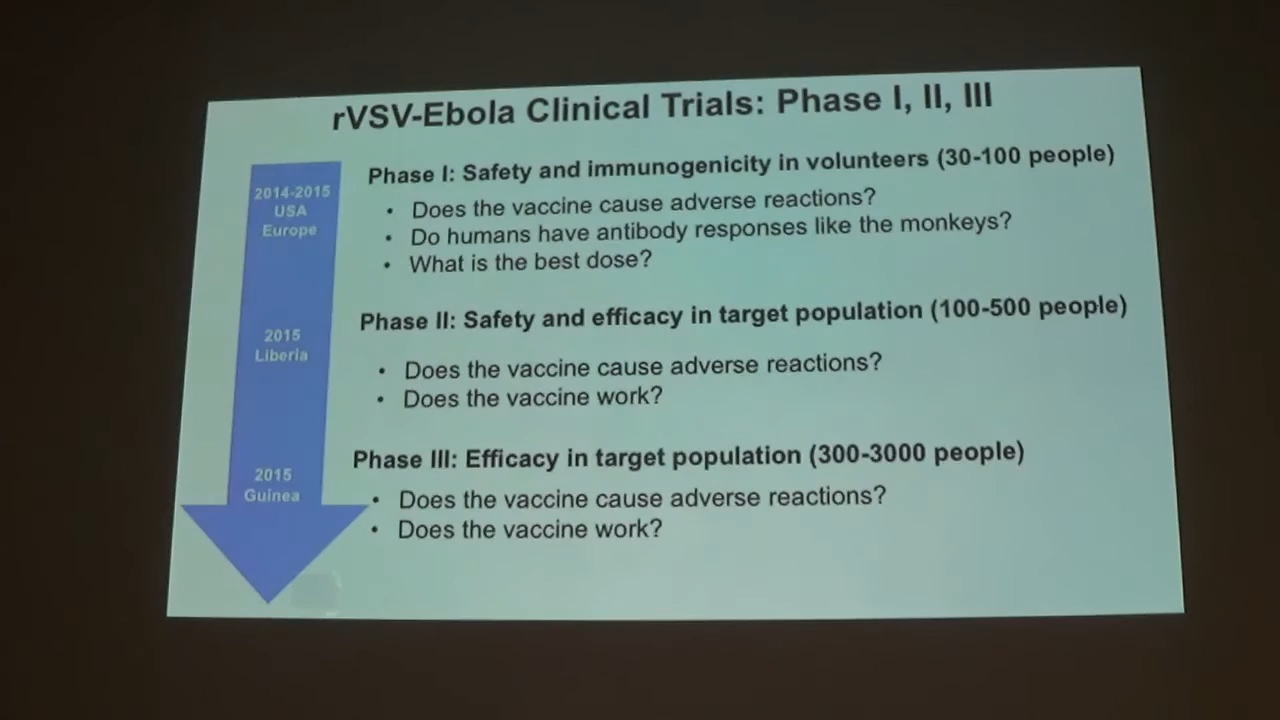 rVSV-Ebola Clinical Trials: Phase I, II, III
2014-2015
USA
Europe
Phase I: Safety and immunogenicity in volunteers (30-100 people)
• Does the vaccine cause adverse reactions?
• Do humans have antibody responses like the monkeys?
• What is the best dose?
2015
Liberia
Phase II: Safety and efficacy in target population (100-500 people)
• Does the vaccine cause adverse reactions?
• Does the vaccine work?
2015
Guinea
Phase III: Efficacy in target population (300-3000 people)
• Does the vaccine cause adverse reactions?
• Does the vaccine work?